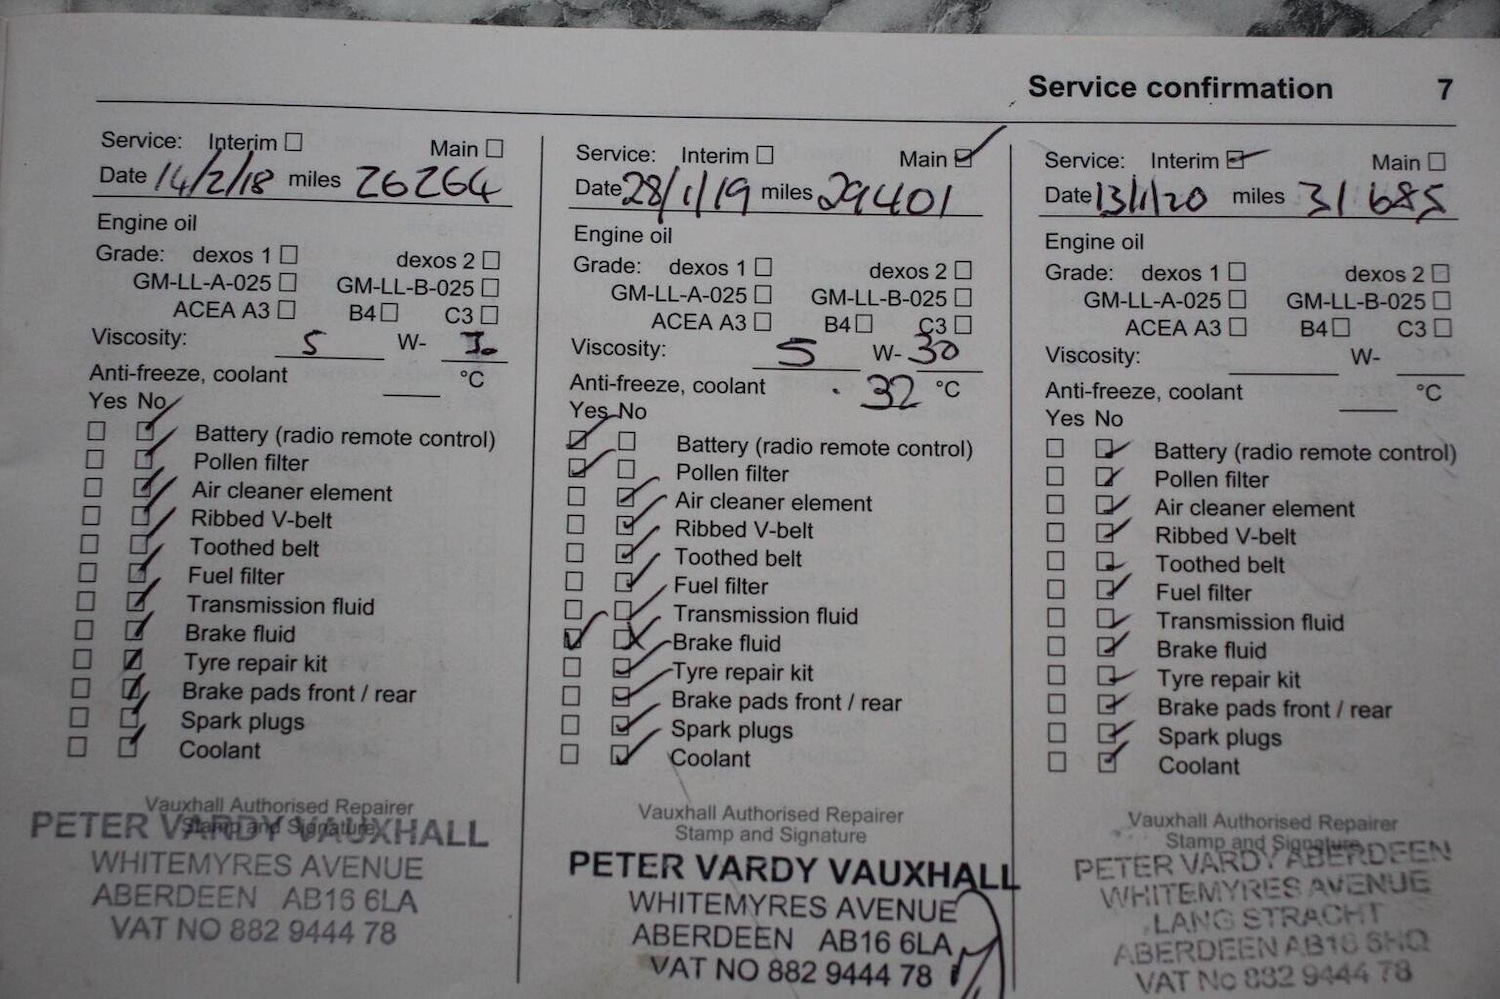 Service confirmation 7
Service: Interim Main
Date 14/2/18 miles 26264
Engine oil
Grade: dexos 1 dexos 2
GM-LL-A-025 GM-LL-B-025
ACEA A3 B4 C3
Viscosity: 5 W- 30
Anti-freeze, coolant °C
Yes No
Battery (radio remote control)
Pollen filter
Air cleaner element
Ribbed V-belt
Toothed belt
Fuel filter
Transmission fluid
Brake fluid
Tyre repair kit
Brake pads front / rear
Spark plugs
Coolant
Vauxhall Authorised Repairer
Stamp and Signature
PETER VARDY VAUXHALL
WHITEMYRES AVENUE
ABERDEEN AB16 6LA
VAT NO 882 9444 78
Service: Interim Main
Date 28/1/19 miles 29401
Engine oil
Grade: dexos 1 dexos 2
GM-LL-A-025 GM-LL-B-025
ACEA A3 B4 C3
Viscosity: 5 W- 30
Anti-freeze, coolant · 32 °C
Yes No
Battery (radio remote control)
Pollen filter
Air cleaner element
Ribbed V-belt
Toothed belt
Fuel filter
Transmission fluid
Brake fluid
Tyre repair kit
Brake pads front / rear
Spark plugs
Coolant
Vauxhall Authorised Repairer
Stamp and Signature
PETER VARDY VAUXHALL
WHITEMYRES AVENUE
ABERDEEN AB16 6LA
VAT NO 882 9444 78
Service: Interim Main
Date 13/1/20 miles 31685
Engine oil
Grade: dexos 1 dexos 2
GM-LL-A-025 GM-LL-B-025
ACEA A3 B4 C3
Viscosity: W-
Anti-freeze, coolant °C
Yes No
Battery (radio remote control)
Pollen filter
Air cleaner element
Ribbed V-belt
Toothed belt
Fuel filter
Transmission fluid
Brake fluid
Tyre repair kit
Brake pads front / rear
Spark plugs
Coolant
Vauxhall Authorised Repairer
Stamp and Signature
PETER VARDY ABERDEEN
WHITEMYRES AVENUE
LANG STRACHT
ABERDEEN AB16
VAT No 882 9444 78